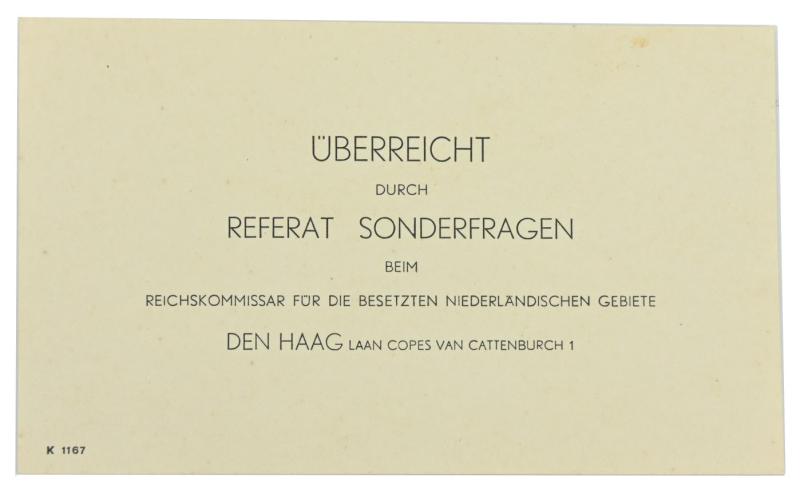 ÜBERREICHT
DURCH
REFERAT SONDERFRAGEN
BEIM
REICHSKOMMISSAR FÜR DIE BESETZTEN NIEDERLÄNDISCHEN GEBIETE
DEN HAAG LAAN COPES VAN CATTENBURCH 1
K 1167